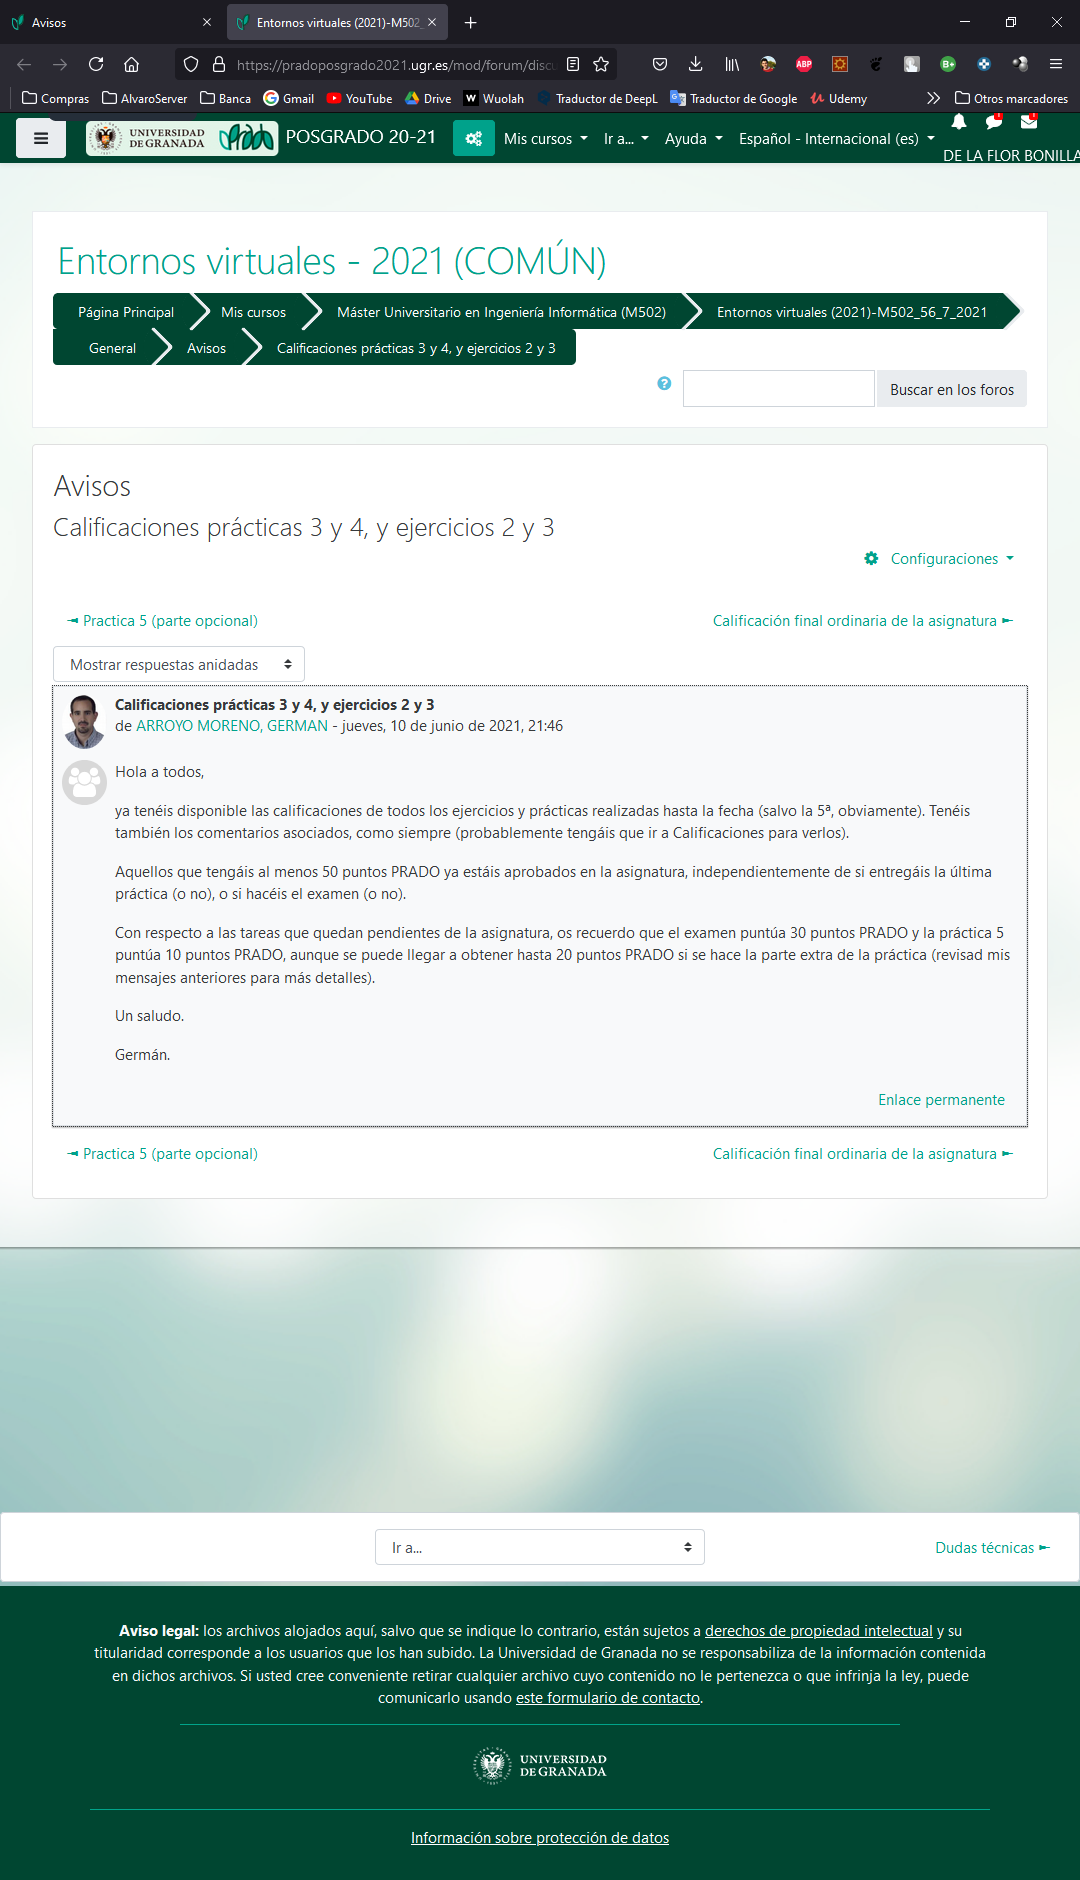 Avisos
Entornos virtuales (2021)-M502_
https://pradoposgrado2021.ugr.es/mod/forum/discu
Compras AlvaroServer Banca Gmail YouTube Drive Wuolah Traductor de DeepL Traductor de Google Udemy Otros marcadores
UNIVERSIDAD DE GRANADA POSGRADO 20-21 Mis cursos Ir a... Ayuda Español - Internacional (es)
DE LA FLOR BONILLA
Entornos virtuales - 2021 (COMÚN)
Página Principal Mis cursos Máster Universitario en Ingeniería Informática (M502) Entornos virtuales (2021)-M502_56_7_2021
General Avisos Calificaciones prácticas 3 y 4, y ejercicios 2 y 3
Buscar en los foros
Avisos
Calificaciones prácticas 3 y 4, y ejercicios 2 y 3
Configuraciones
◄ Practica 5 (parte opcional) Calificación final ordinaria de la asignatura ►
Mostrar respuestas anidadas
Calificaciones prácticas 3 y 4, y ejercicios 2 y 3
de ARROYO MORENO, GERMAN - jueves, 10 de junio de 2021, 21:46
Hola a todos,
ya tenéis disponible las calificaciones de todos los ejercicios y prácticas realizadas hasta la fecha (salvo la 5ª, obviamente). Tenéis
también los comentarios asociados, como siempre (probablemente tengáis que ir a Calificaciones para verlos).
Aquellos que tengáis al menos 50 puntos PRADO ya estáis aprobados en la asignatura, independientemente de si entregáis la última
práctica (o no), o si hacéis el examen (o no).
Con respecto a las tareas que quedan pendientes de la asignatura, os recuerdo que el examen puntúa 30 puntos PRADO y la práctica 5
puntúa 10 puntos PRADO, aunque se puede llegar a obtener hasta 20 puntos PRADO si se hace la parte extra de la práctica (revisad mis
mensajes anteriores para más detalles).
Un saludo.
Germán.
Enlace permanente
◄ Practica 5 (parte opcional) Calificación final ordinaria de la asignatura ►
Ir a...
Dudas técnicas ►
Aviso legal: los archivos alojados aquí, salvo que se indique lo contrario, están sujetos a derechos de propiedad intelectual y su
titularidad corresponde a los usuarios que los han subido. La Universidad de Granada no se responsabiliza de la información contenida
en dichos archivos. Si usted cree conveniente retirar cualquier archivo cuyo contenido no le pertenezca o que infrinja la ley, puede
comunicarlo usando este formulario de contacto.
UNIVERSIDAD
DE GRANADA
Información sobre protección de datos